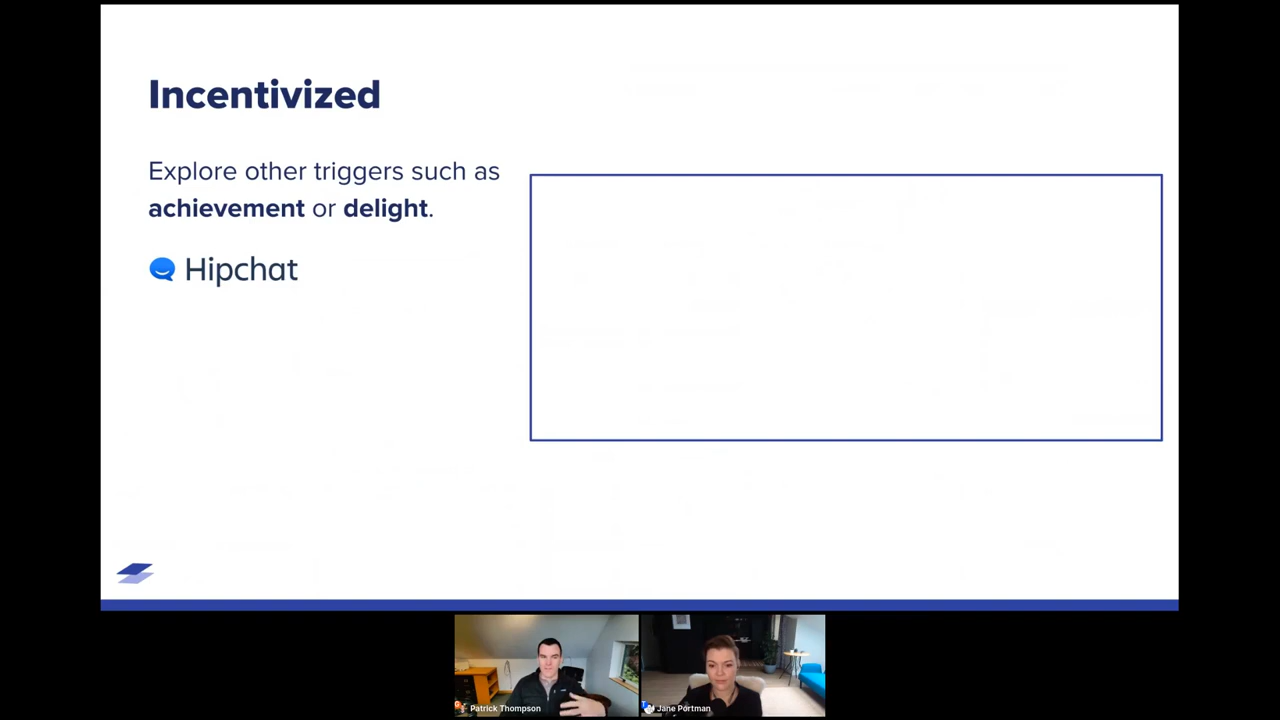 Incentivized
Explore other triggers such as
achievement or delight.
Hipchat
Patrick Thompson
Jane Portman